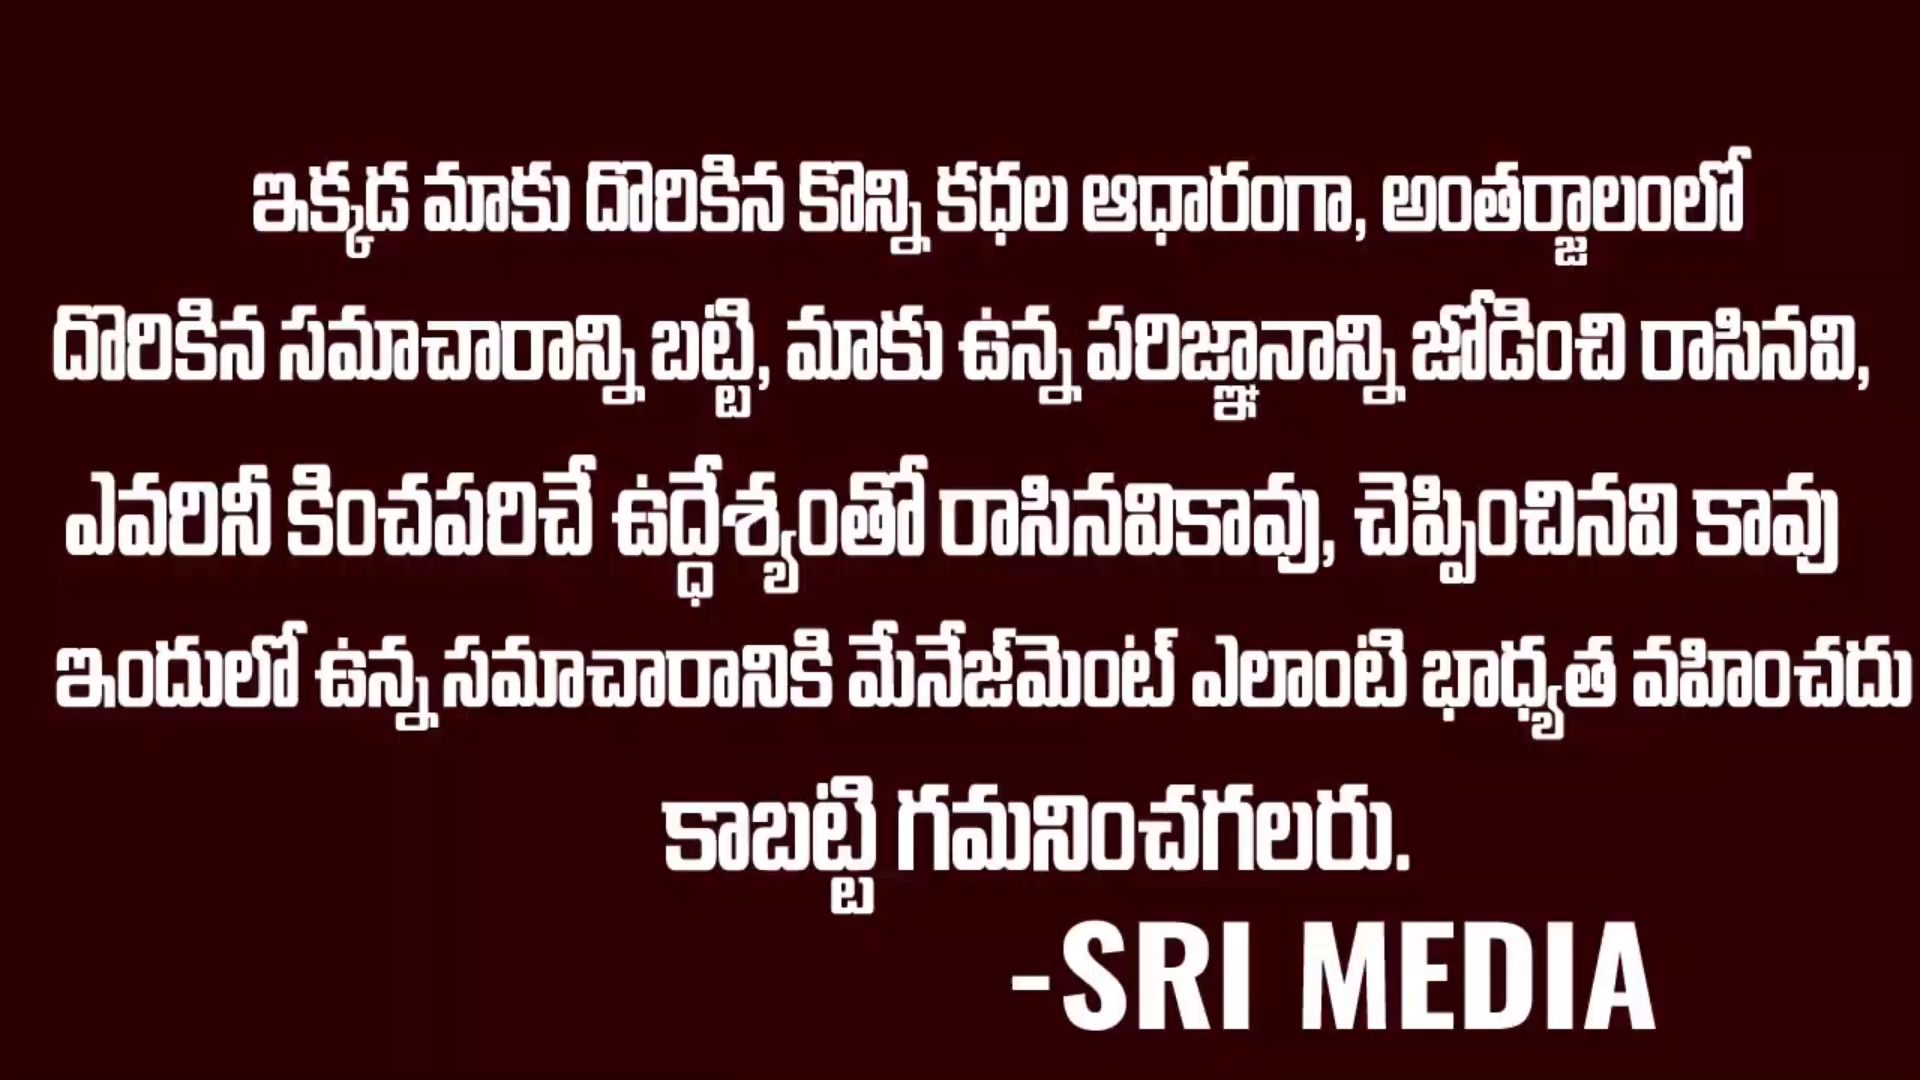 ఇక్కడ మాకు దొరికిన కొన్ని కధల ఆధారంగా, అంతర్జాలంలో
దొరికిన సమాచారాన్ని బట్టి, మాకు ఉన్న పరిజ్ఞానాన్ని జోడించి రాసినవి,
ఎవరినీ కించపరిచే ఉద్ధేశ్యంతో రాసినవికావు, చెప్పించినవి కావు
ఇందులో ఉన్న సమాచారానికి మేనేజ్‌మెంట్ ఎలాంటి భాధ్యత వహించదు
కాబట్టి గమనించగలరు.
-SRI MEDIA